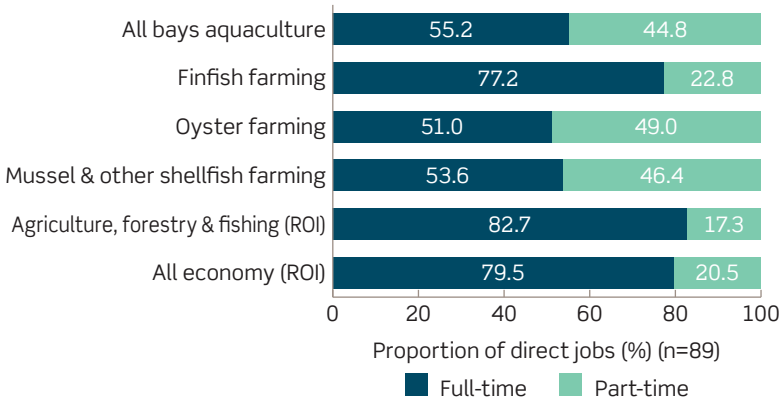 All bays aquaculture 55.2 44.8
Finfish farming 77.2 22.8
Oyster farming 51.0 49.0
Mussel & other shellfish farming 53.6 46.4
Agriculture, forestry & fishing (ROI) 82.7 17.3
All economy (ROI) 79.5 20.5
0 20 40 60 80 100
Proportion of direct jobs (%) (n=89)
Full-time Part-time